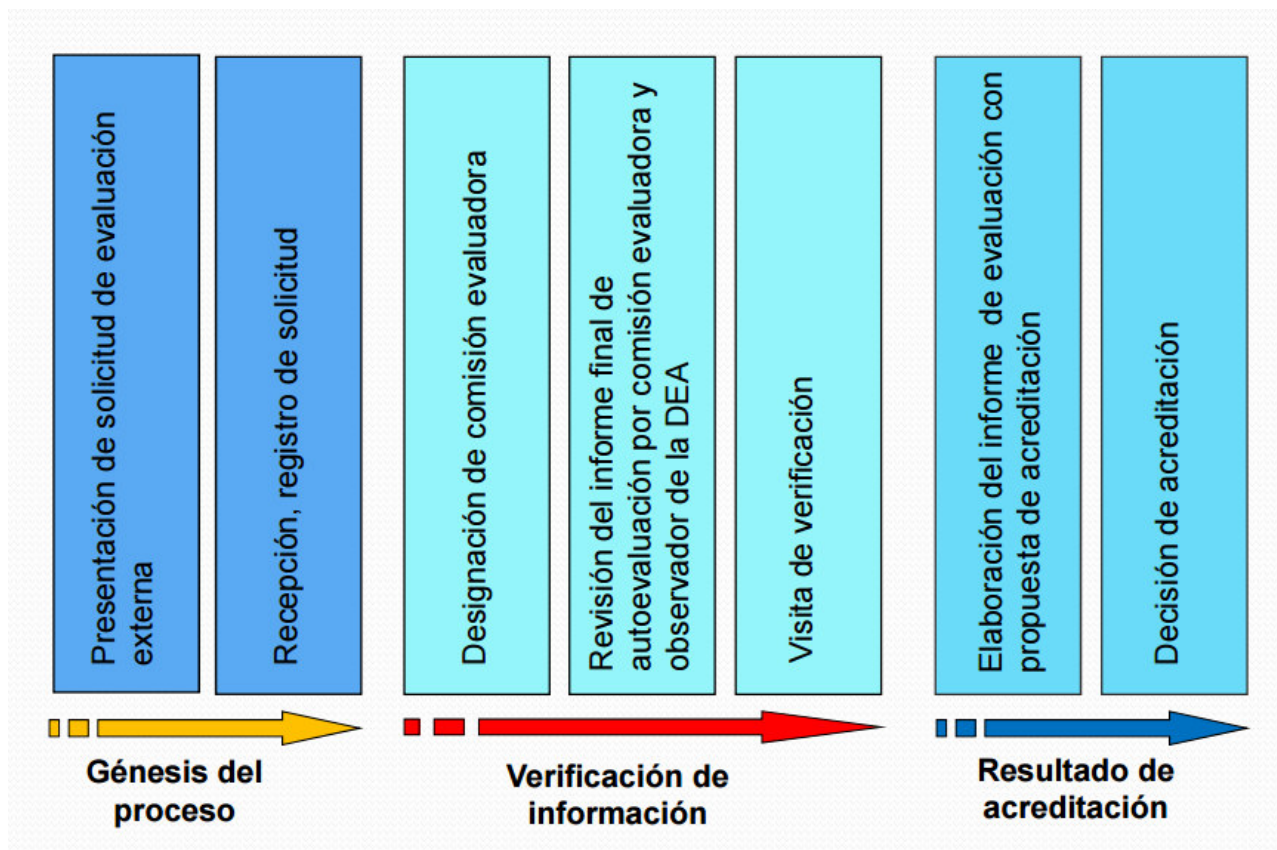 Presentación de solicitud de evaluación
externa
Recepción, registro de solicitud
Designación de comisión evaluadora
Revisión del informe final de
autoevaluación por comisión evaluadora y
observador de la DEA
Visita de verificación
Elaboración del informe de evaluación con
propuesta de acreditación
Decisión de acreditación
Génesis del
proceso
Verificación de
información
Resultado de
acreditación